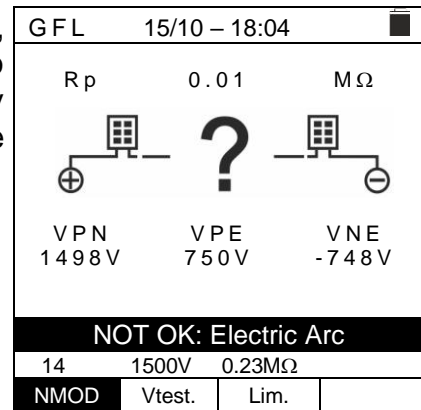 GFL 15/10 – 18:04
Rp 0.01 MΩ
?
VPN VPE VNE
1498V 750V -748V
NOT OK: Electric Arc
14 1500V 0.23MΩ
NMOD Vtest. Lim.